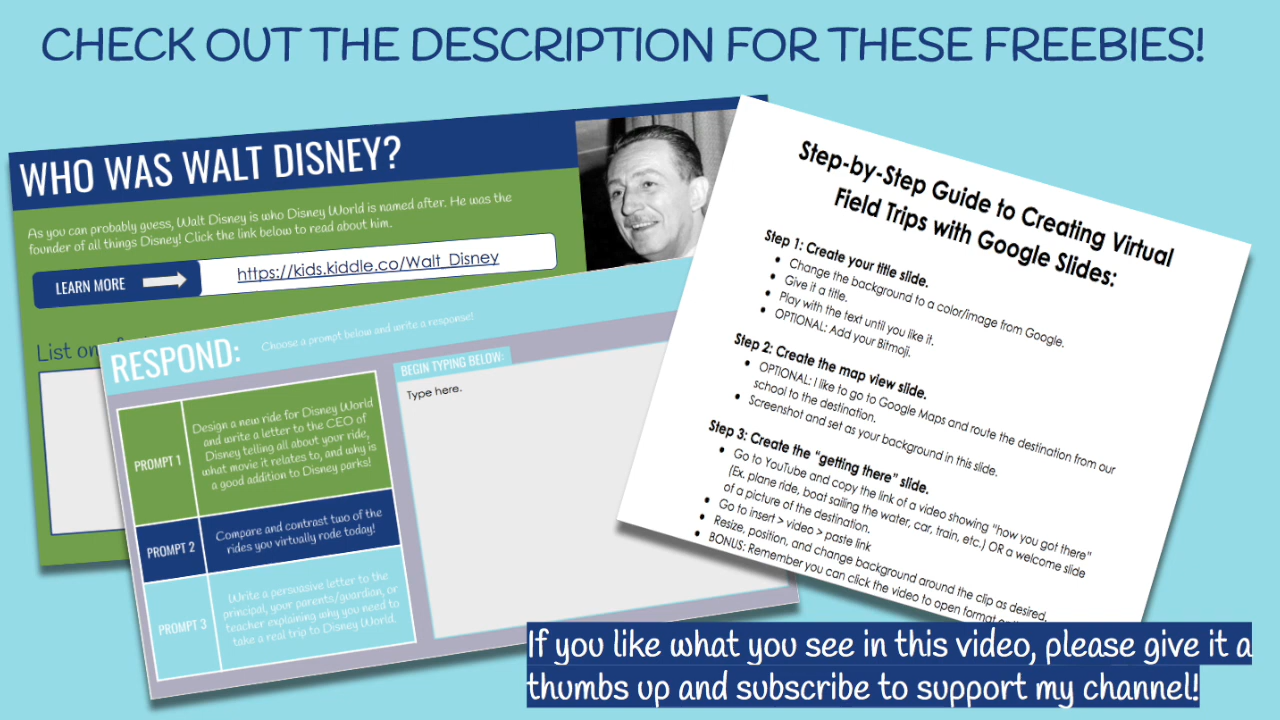 CHECK OUT THE DESCRIPTION FOR THESE FREEBIES!
WHO WAS WALT DISNEY?
As you can probably guess, Walt Disney is who Disney World is named after. He was the
founder of all things Disney! Click the link below to read about him.
LEARN MORE
https://kids.kiddle.co/Walt_Disney
List on
RESPOND:
Choose a prompt below and write a response!
PROMPT 1
Design a new ride for Disney World
and write a letter to the CEO of
Disney telling all about your ride,
what movie it relates to, and why is
a good addition to Disney parks!
PROMPT 2
Compare and contrast two of the
rides you virtually rode today!
PROMPT 3
Write a persuasive letter to the
principal, your parents/guardian, or
teacher explaining why you need to
take a real trip to Disney World.
BEGIN TYPING BELOW:
Type here.
Step-by-Step Guide to Creating Virtual
Field Trips with Google Slides:
Step 1: Create your title slide.
• Change the background to a color/image from Google.
• Give it a title.
• Play with the text until you like it.
• OPTIONAL: Add your Bitmoji.
Step 2: Create the map view slide.
• OPTIONAL: I like to go to Google Maps and route the destination from our
school to the destination.
• Screenshot and set as your background in this slide.
Step 3: Create the "getting there" slide.
• Go to YouTube and copy the link of a video showing "how you got there"
(Ex. plane ride, boat sailing the water, car, train, etc.) OR a welcome slide
of a picture of the destination.
• Go to insert > video > paste link
• Resize, position, and change background around the clip as desired.
• BONUS: Remember you can click the video to open format
If you like what you see in this video, please give it a
thumbs up and subscribe to support my channel!